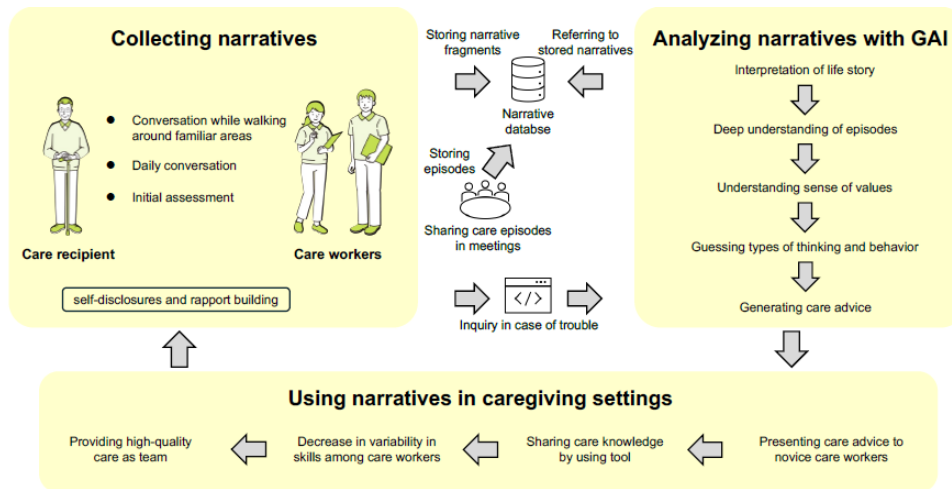 Collecting narratives
Conversation while walking
around familiar areas
Daily conversation
Initial assessment
Care recipient
Care workers
self-disclosures and rapport building
Storing narrative
fragments
Referring to
stored narratives
Narrative
databse
Storing
episodes
Sharing care episodes
in meetings
</>
Inquiry in case of trouble
Analyzing narratives with GAI
Interpretation of life story
Deep understanding of episodes
Understanding sense of values
Guessing types of thinking and behavior
Generating care advice
Using narratives in caregiving settings
Providing high-quality
care as team
Decrease in variability in
skills among care workers
Sharing care knowledge
by using tool
Presenting care advice to
novice care workers